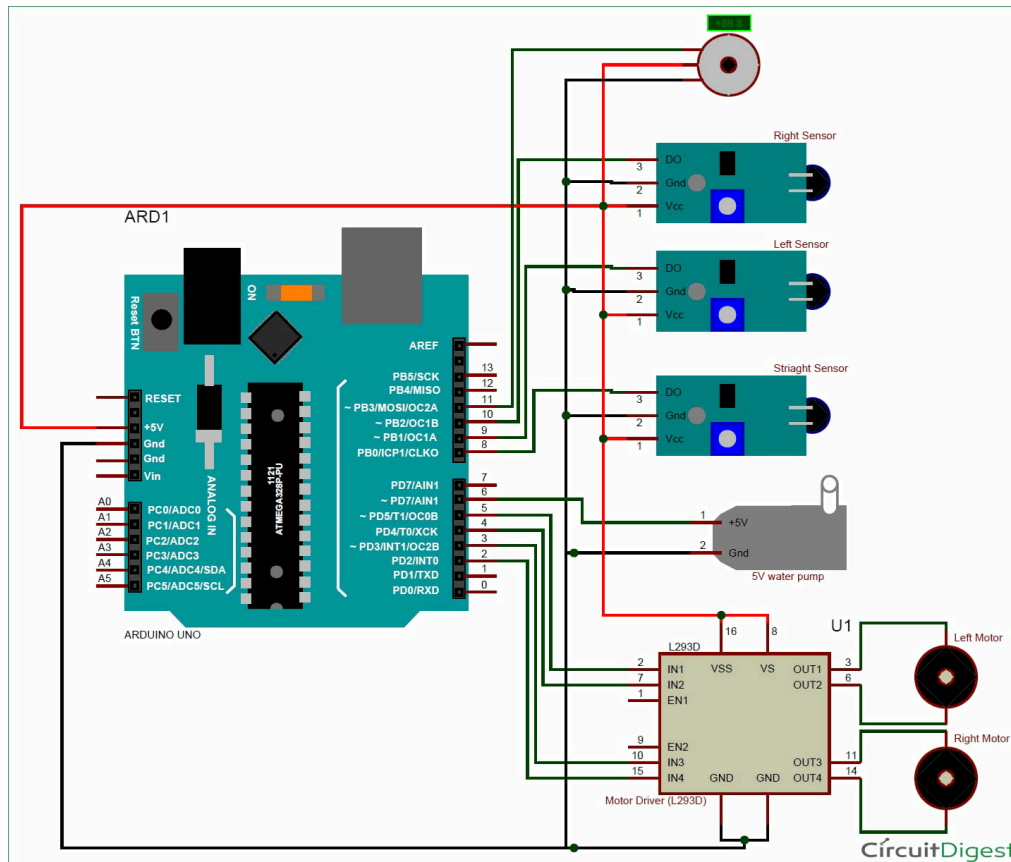 +88.8
Right Sensor
3 DO
2 Gnd
1 Vcc
Left Sensor
3 DO
2 Gnd
1 Vcc
Striaght Sensor
3 DO
2 Gnd
1 Vcc
ARD1
Reset BTN
ON
AREF
PB5/SCK 13
PB4/MISO 12
~ PB3/MOSI/OC2A 11
~ PB2/OC1B 10
~ PB1/OC1A 9
PB0/ICP1/CLKO 8
RESET
+5V
Gnd
Gnd
Vin
ANALOG IN
1121
ATMEGA328P-PU
PD7/AIN1 7
~ PD7/AIN1 6
~ PD5/T1/OC0B 5
PD4/T0/XCK 4
~ PD3/INT1/OC2B 3
PD2/INT0 2
PD1/TXD 1
PD0/RXD 0
A0 PC0/ADC0
A1 PC1/ADC1
A2 PC2/ADC2
A3 PC3/ADC3
A4 PC4/ADC4/SDA
A5 PC5/ADC5/SCL
ARDUINO UNO
1 +5V
2 Gnd
5V water pump
U1
L293D
16 8
VSS VS
2 IN1
7 IN2
1 EN1
9 EN2
10 IN3
15 IN4
OUT1 3
OUT2 6
OUT3 11
OUT4 14
GND GND
Motor Driver (L293D)
Left Motor
Right Motor
CírcuitDigest